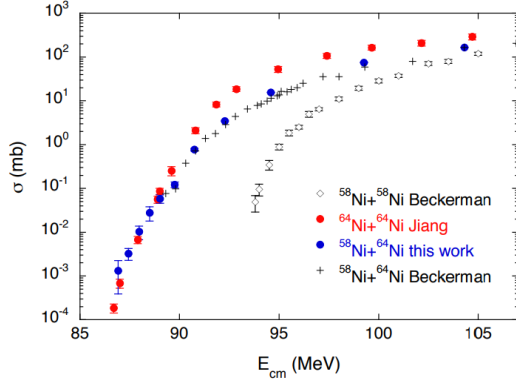 10³
10²
10¹
10⁰
10⁻¹
10⁻²
10⁻³
10⁻⁴
σ (mb)
⁵⁸Ni+⁵⁸Ni Beckerman
⁶⁴Ni+⁶⁴Ni Jiang
⁵⁸Ni+⁶⁴Ni this work
⁵⁸Ni+⁶⁴Ni Beckerman
85 90 95 100 105
E_cm (MeV)